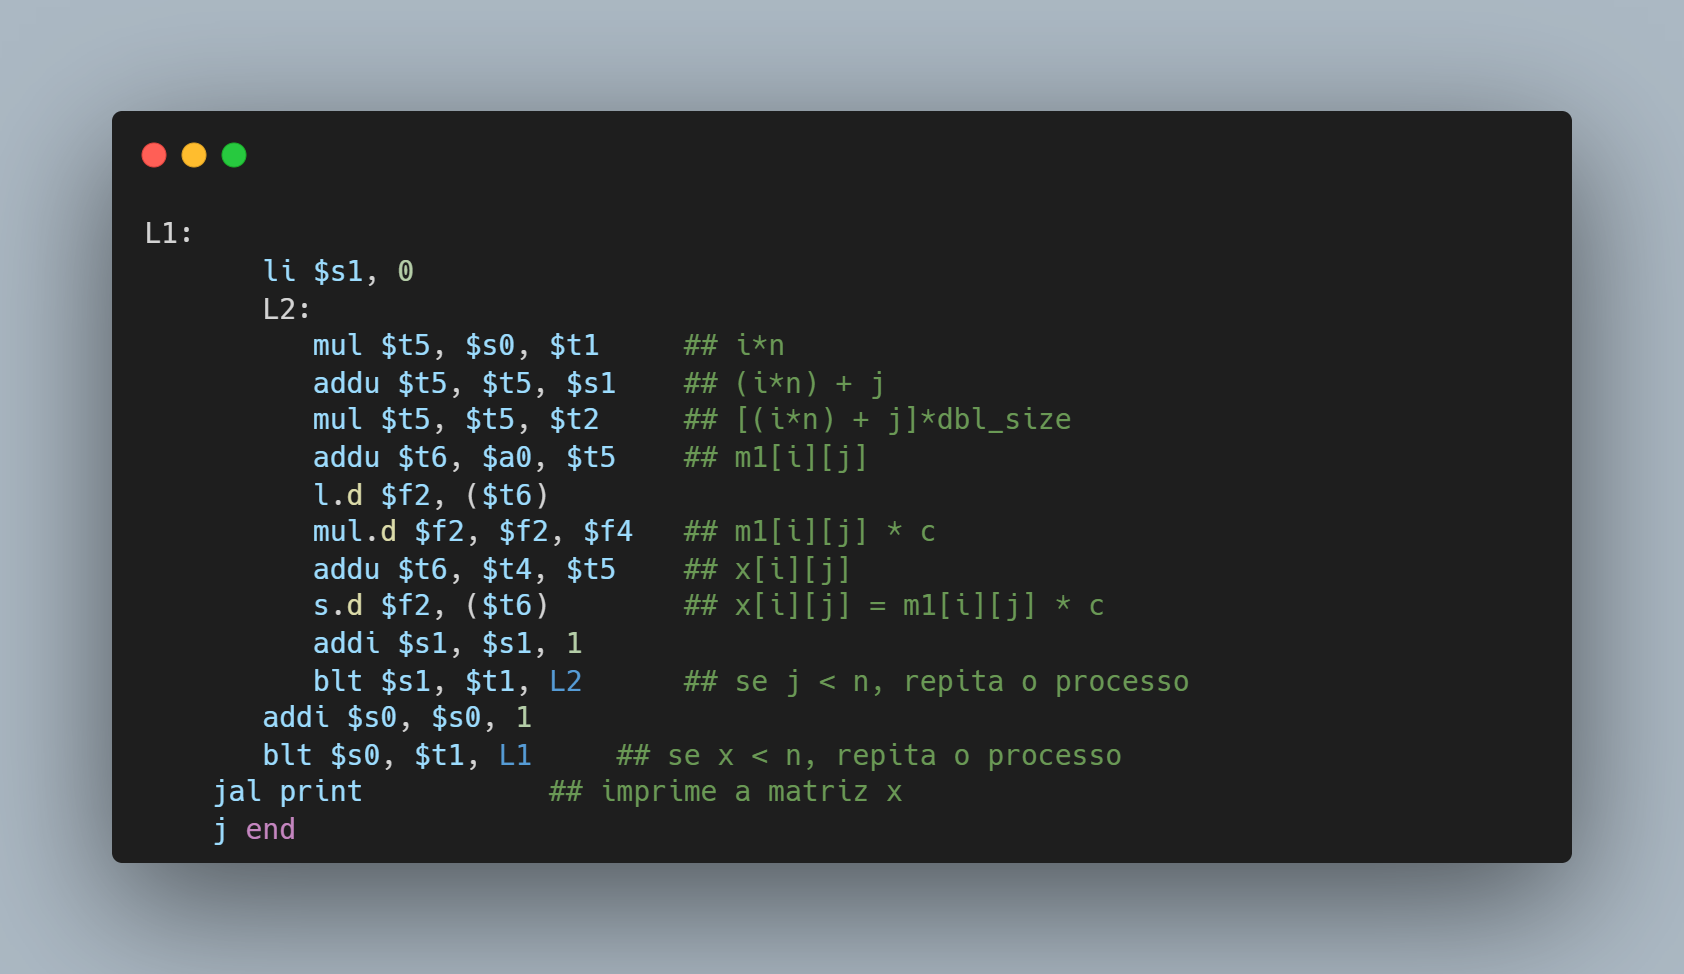 L1:
li $s1, 0
L2:
mul $t5, $s0, $t1     ## i*n
addu $t5, $t5, $s1    ## (i*n) + j
mul $t5, $t5, $t2     ## [(i*n) + j]*dbl_size
addu $t6, $a0, $t5    ## m1[i][j]
l.d $f2, ($t6)
mul.d $f2, $f2, $f4   ## m1[i][j] * c
addu $t6, $t4, $t5    ## x[i][j]
s.d $f2, ($t6)        ## x[i][j] = m1[i][j] * c
addi $s1, $s1, 1
blt $s1, $t1, L2      ## se j < n, repita o processo
addi $s0, $s0, 1
blt $s0, $t1, L1     ## se x < n, repita o processo
jal print           ## imprime a matriz x
j end